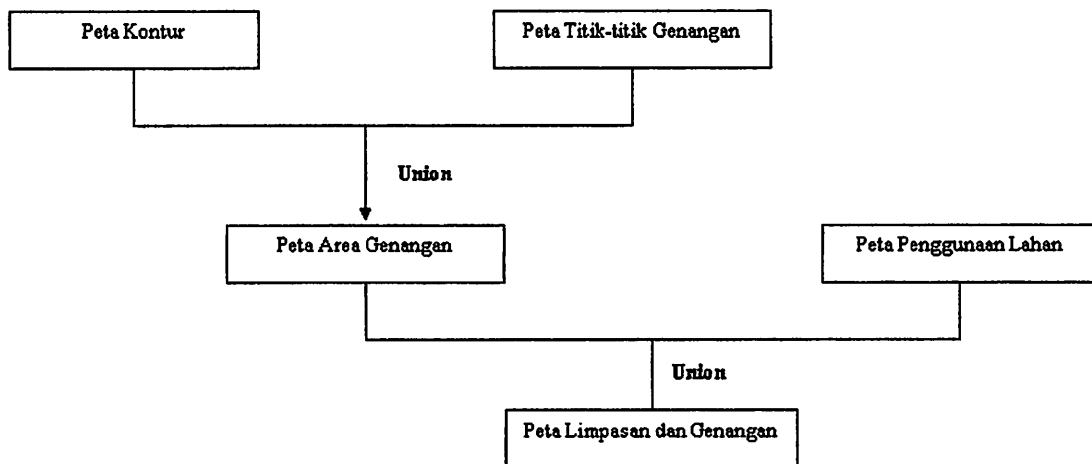 Peta Kontur
Peta Titik-titik Genangan
Union
Peta Area Genangan
Peta Penggunaan Lahan
Union
Peta Limpasan dan Genangan